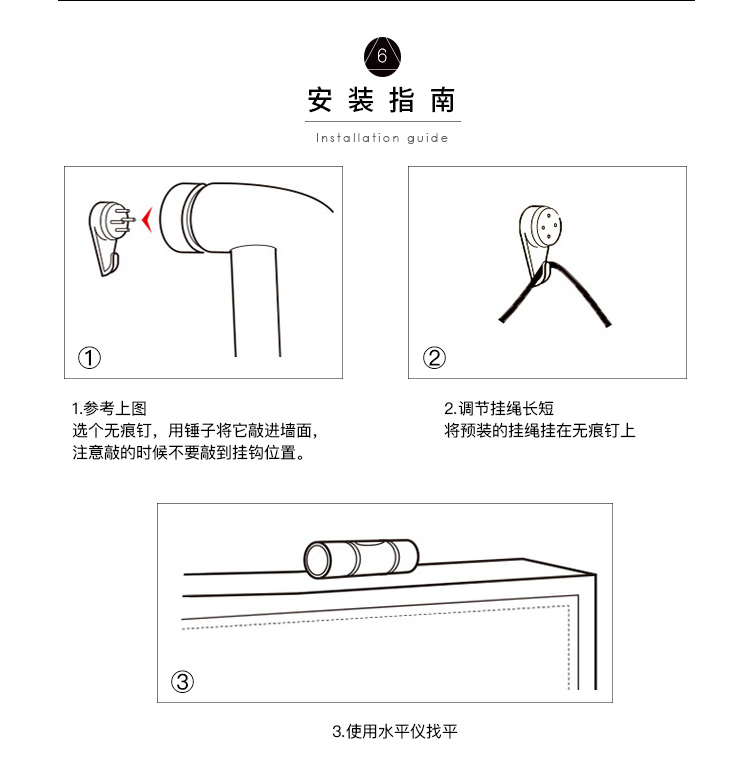 6
安装指南
Installation guide
①
②
1.参考上图
选个无痕钉，用锤子将它敲进墙面，
注意敲的时候不要敲到挂钩位置。
2.调节挂绳长短
将预装的挂绳挂在无痕钉上
③
3.使用水平仪找平